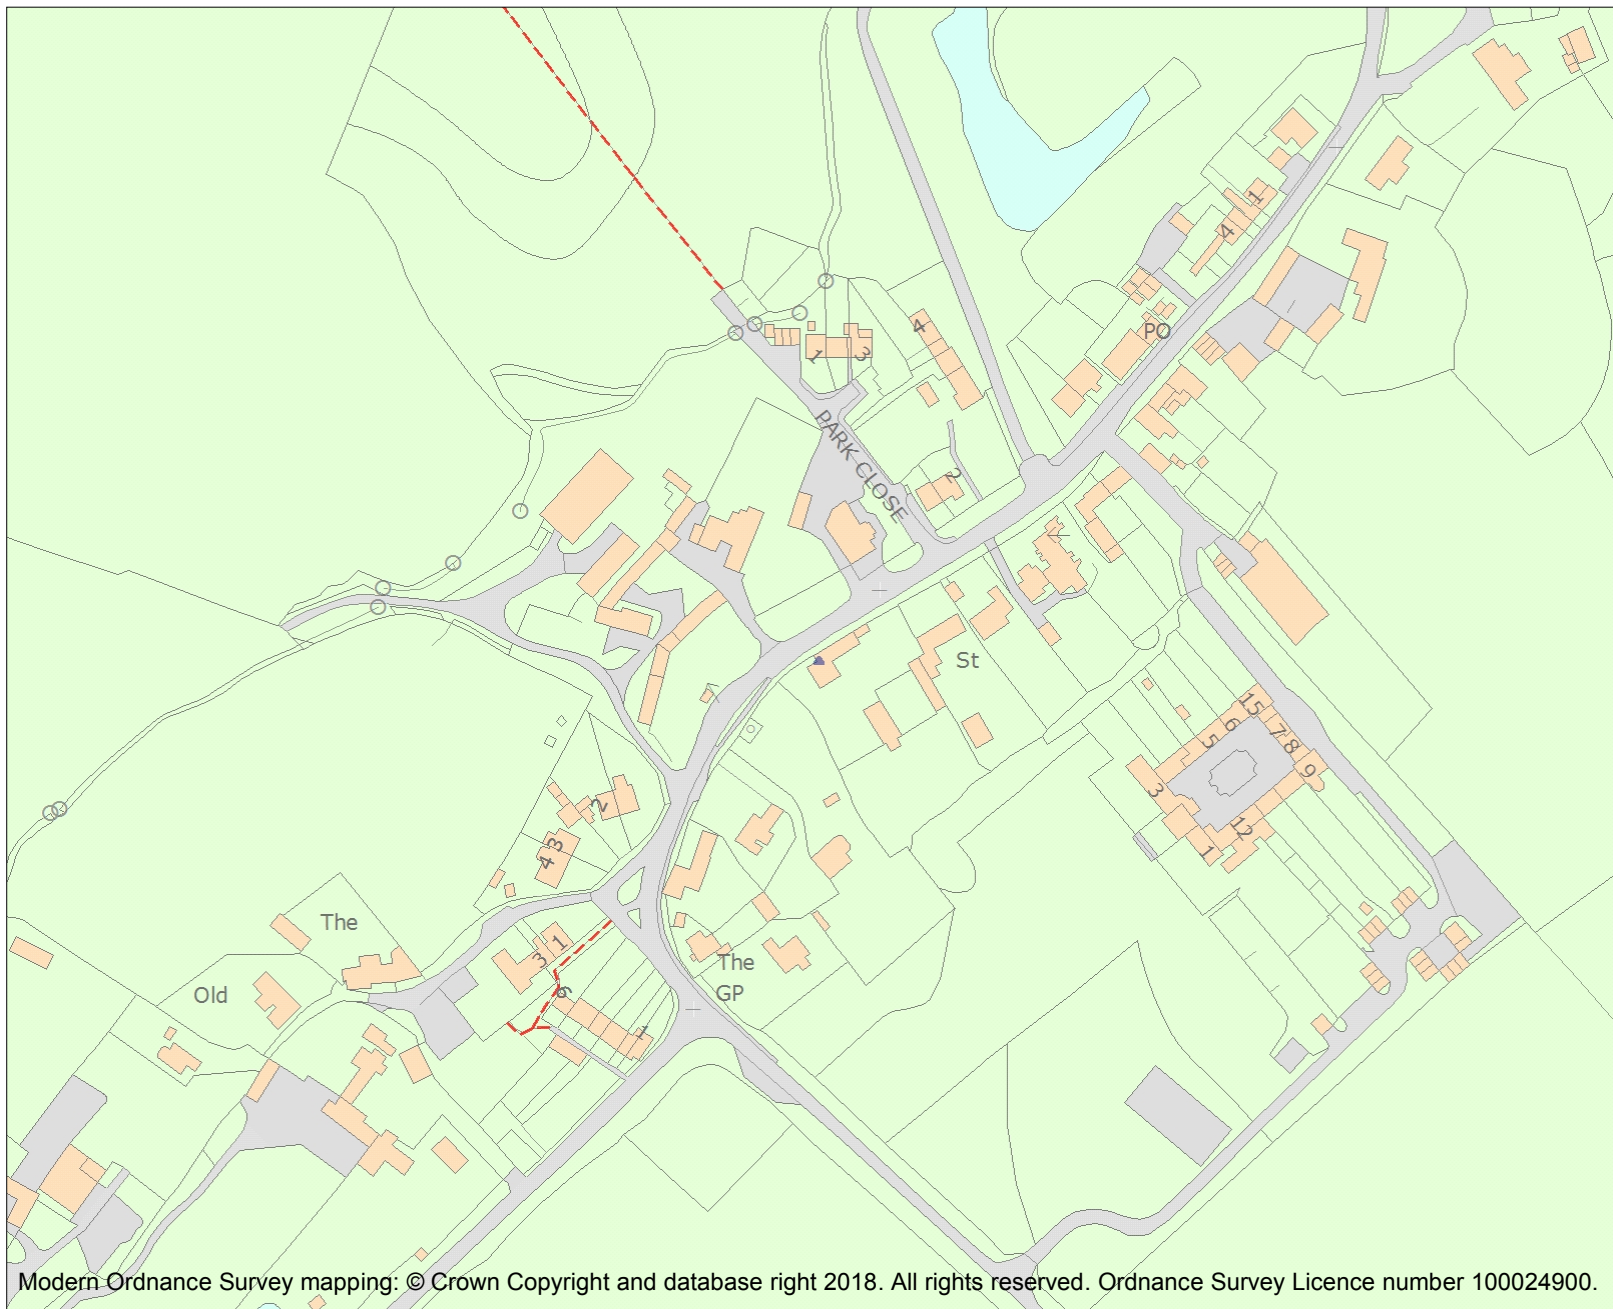 1
4
PO
4
1
3
PARK CLOSE
2
St
15
6
5
7
8
9
3
12
1
2
3
4
The
1
3
Old
6
The
GP
1
Modern Ordnance Survey mapping: © Crown Copyright and database right 2018. All rights reserved. Ordnance Survey Licence number 100024900.